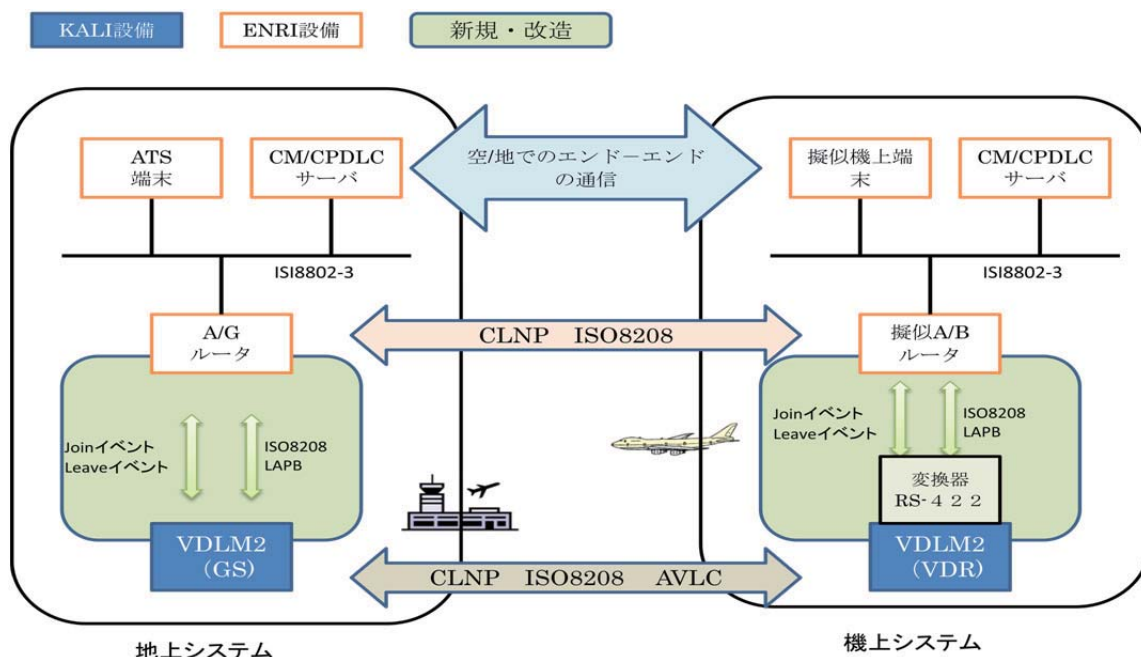 KALI設備
ENRI設備
新規・改造
ATS
端末
CM/CPDLC
サーバ
空/地でのエンド－エンド
の通信
擬似機上端
末
CM/CPDLC
サーバ
ISI8802-3
ISI8802-3
A/G
ルータ
CLNP ISO8208
擬似A/B
ルータ
Joinイベント
Leaveイベント
ISO8208
LAPB
Joinイベント
Leaveイベント
ISO8208
LAPB
変換器
RS-４２２
VDLM2
(GS)
CLNP ISO8208 AVLC
VDLM2
(VDR)
地上システム
機上システム